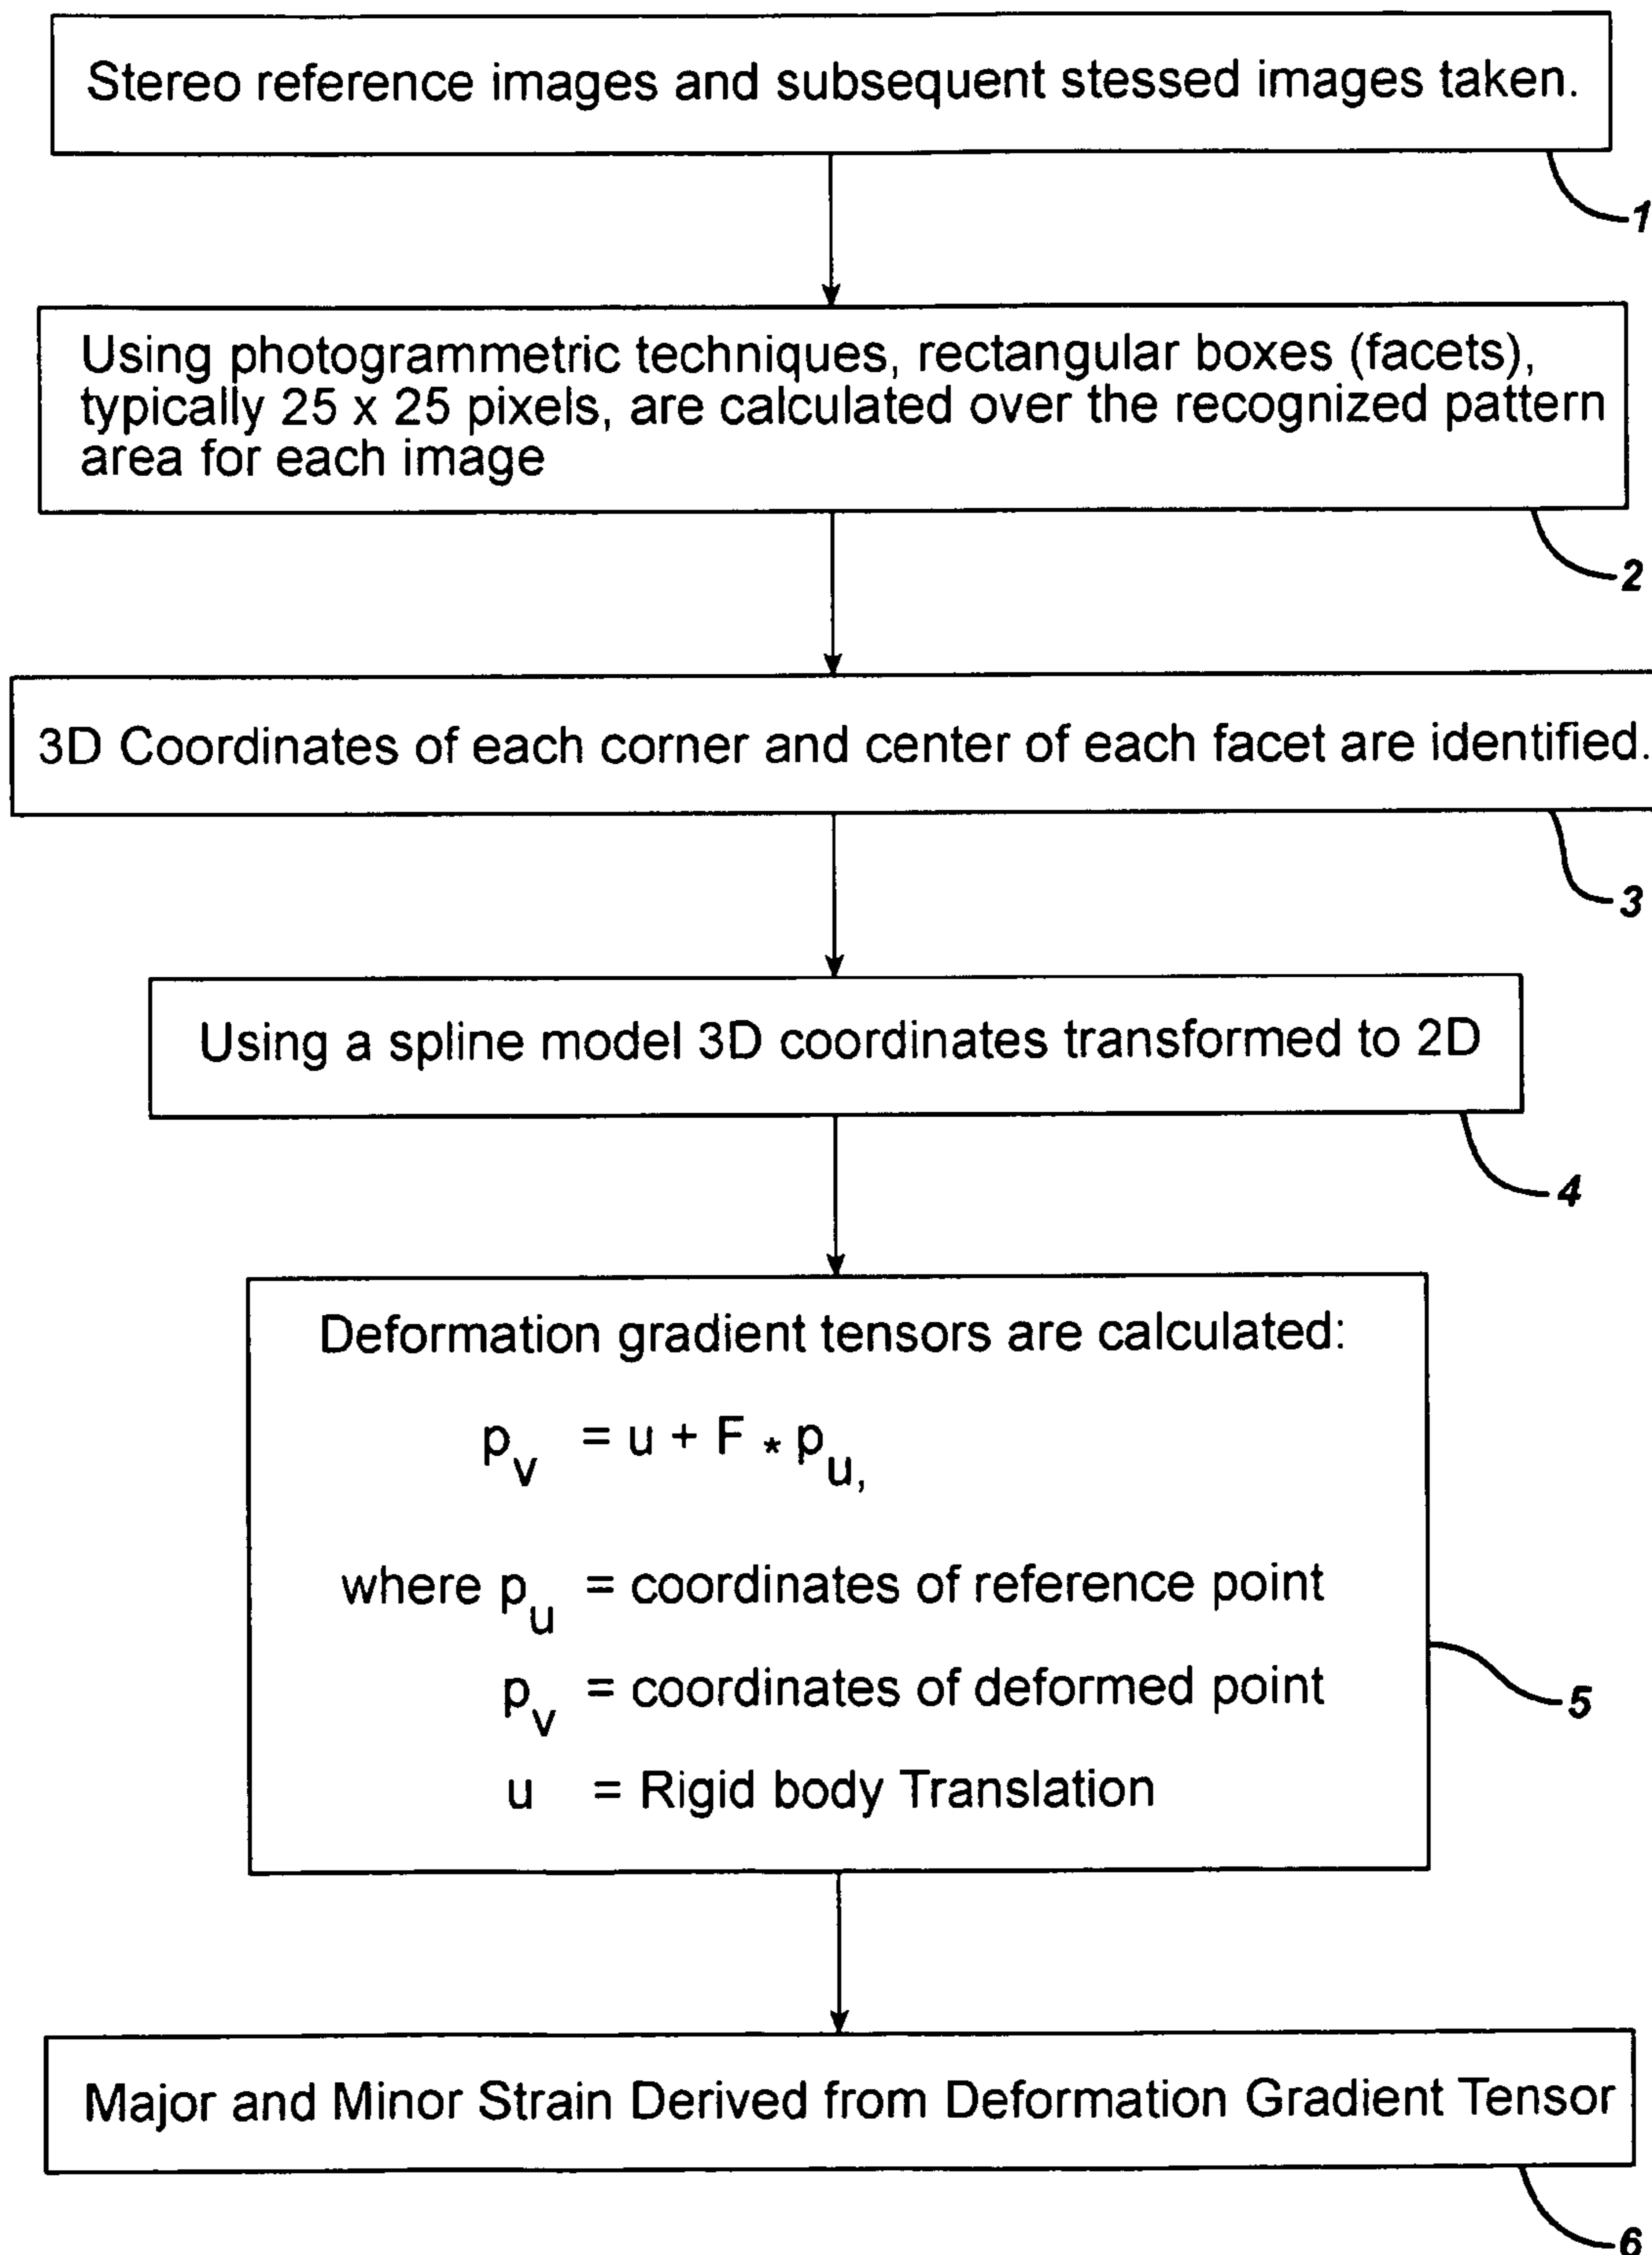 Stereo reference images and subsequent stessed images taken.
1
Using photogrammetric techniques, rectangular boxes (facets),
typically 25 x 25 pixels, are calculated over the recognized pattern
area for each image
2
3D Coordinates of each corner and center of each facet are identified.
3
Using a spline model 3D coordinates transformed to 2D
4
Deformation gradient tensors are calculated:
p_v = u + F * p_u,
where p_u = coordinates of reference point
p_v = coordinates of deformed point
u = Rigid body Translation
5
Major and Minor Strain Derived from Deformation Gradient Tensor
6